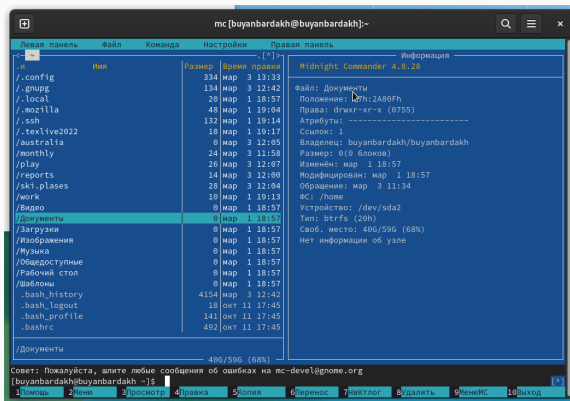 mc [buyanbardakh@buyanbardakh]:~
Левая панель Файл Команда Настройки Правая панель
<- ~ .[^]>
.и Имя Размер Время правки
/.config 334 мар 3 13:33
/.gnupg 134 мар 3 12:42
/.local 20 мар 1 18:57
/.mozilla 48 мар 1 19:04
/.ssh 132 мар 1 19:14
/.texlive2022 18 мар 1 19:17
/australia 0 мар 3 12:05
/monthly 24 мар 3 11:58
/play 26 мар 3 12:07
/reports 14 мар 3 12:00
/ski.plases 28 мар 3 12:04
/work 10 мар 1 19:13
/Видео 0 мар 1 18:57
/Документы 0 мар 1 18:57
/Загрузки 0 мар 1 18:57
/Изображения 0 мар 1 18:57
/Музыка 0 мар 1 18:57
/Общедоступные 0 мар 1 18:57
/Рабочий стол 0 мар 1 18:57
/Шаблоны 0 мар 1 18:57
.bash_history 4154 мар 3 12:42
.bash_logout 18 окт 11 17:45
.bash_profile 141 окт 11 17:45
.bashrc 492 окт 11 17:45
/Документы
40G/59G (68%)
Информация
Midnight Commander 4.8.28
Файл: Документы
Положение: :2A80Fh
Права: drwxr-xr-x (0755)
Атрибуты: ----------------------
Ссылок: 1
Владелец: buyanbardakh/buyanbardakh
Размер: 0(0 блоков)
Изменён: мар 1 18:57
Модифицирован: мар 1 18:57
Обращение: мар 3 11:34
ФС: /home
Устройство: /dev/sda2
Тип: btrfs (20h)
Своб. место: 40G/59G (68%)
Нет информации об узле
Совет: Пожалуйста, шлите любые сообщения об ошибках на mc-devel@gnome.org
[buyanbardakh@buyanbardakh ~]$ [^]
1Помощь 2Меню 3Просмотр 4Правка 5Копия 6Перенос 7НвКтлог 8Удалить 9МенюМС 10Выход